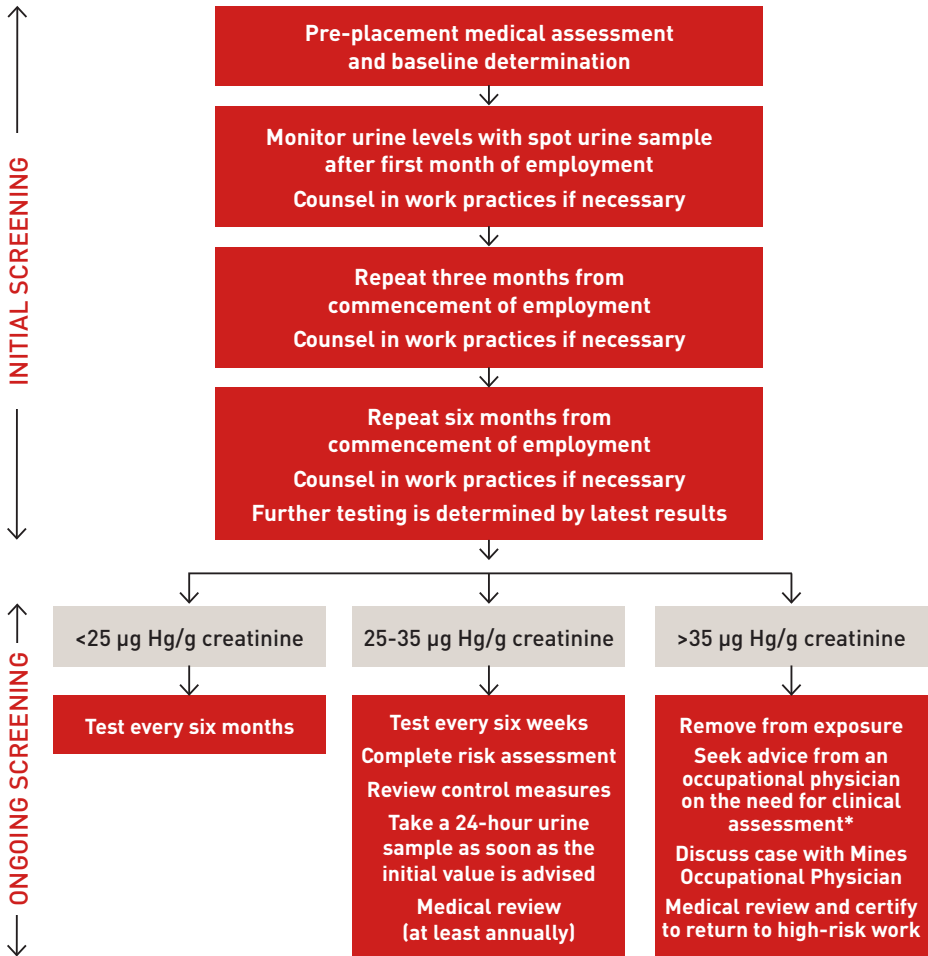 INITIAL SCREENING
Pre-placement medical assessment
and baseline determination
Monitor urine levels with spot urine sample
after first month of employment
Counsel in work practices if necessary
Repeat three months from
commencement of employment
Counsel in work practices if necessary
Repeat six months from
commencement of employment
Counsel in work practices if necessary
Further testing is determined by latest results
ONGOING SCREENING
<25 µg Hg/g creatinine
Test every six months
25-35 µg Hg/g creatinine
Test every six weeks
Complete risk assessment
Review control measures
Take a 24-hour urine
sample as soon as the
initial value is advised
Medical review
(at least annually)
>35 µg Hg/g creatinine
Remove from exposure
Seek advice from an
occupational physician
on the need for clinical
assessment*
Discuss case with Mines
Occupational Physician
Medical review and certify
to return to high-risk work